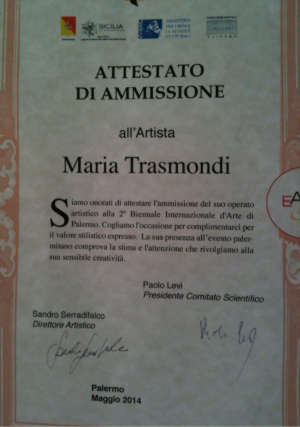 SICILIA
ATTESTATO
DI AMMISSIONE
all'Artista
Maria Trasmondi
Siamo onorati di attestare l'ammissione del suo operato
artistico alla 2ª Biennale Internazionale d'Arte di
Palermo. Cogliamo l'occasione per complimentarci per
il valore stilistico espresso. La sua presenza all'evento paler-
mitano comprova la stima e l'attenzione che rivolgiamo alla
sua sensibile creatività.
Paolo Levi
Presidente Comitato Scientifico
Sandro Serradifalco
Direttore Artistico
Palermo
Maggio 2014
EA